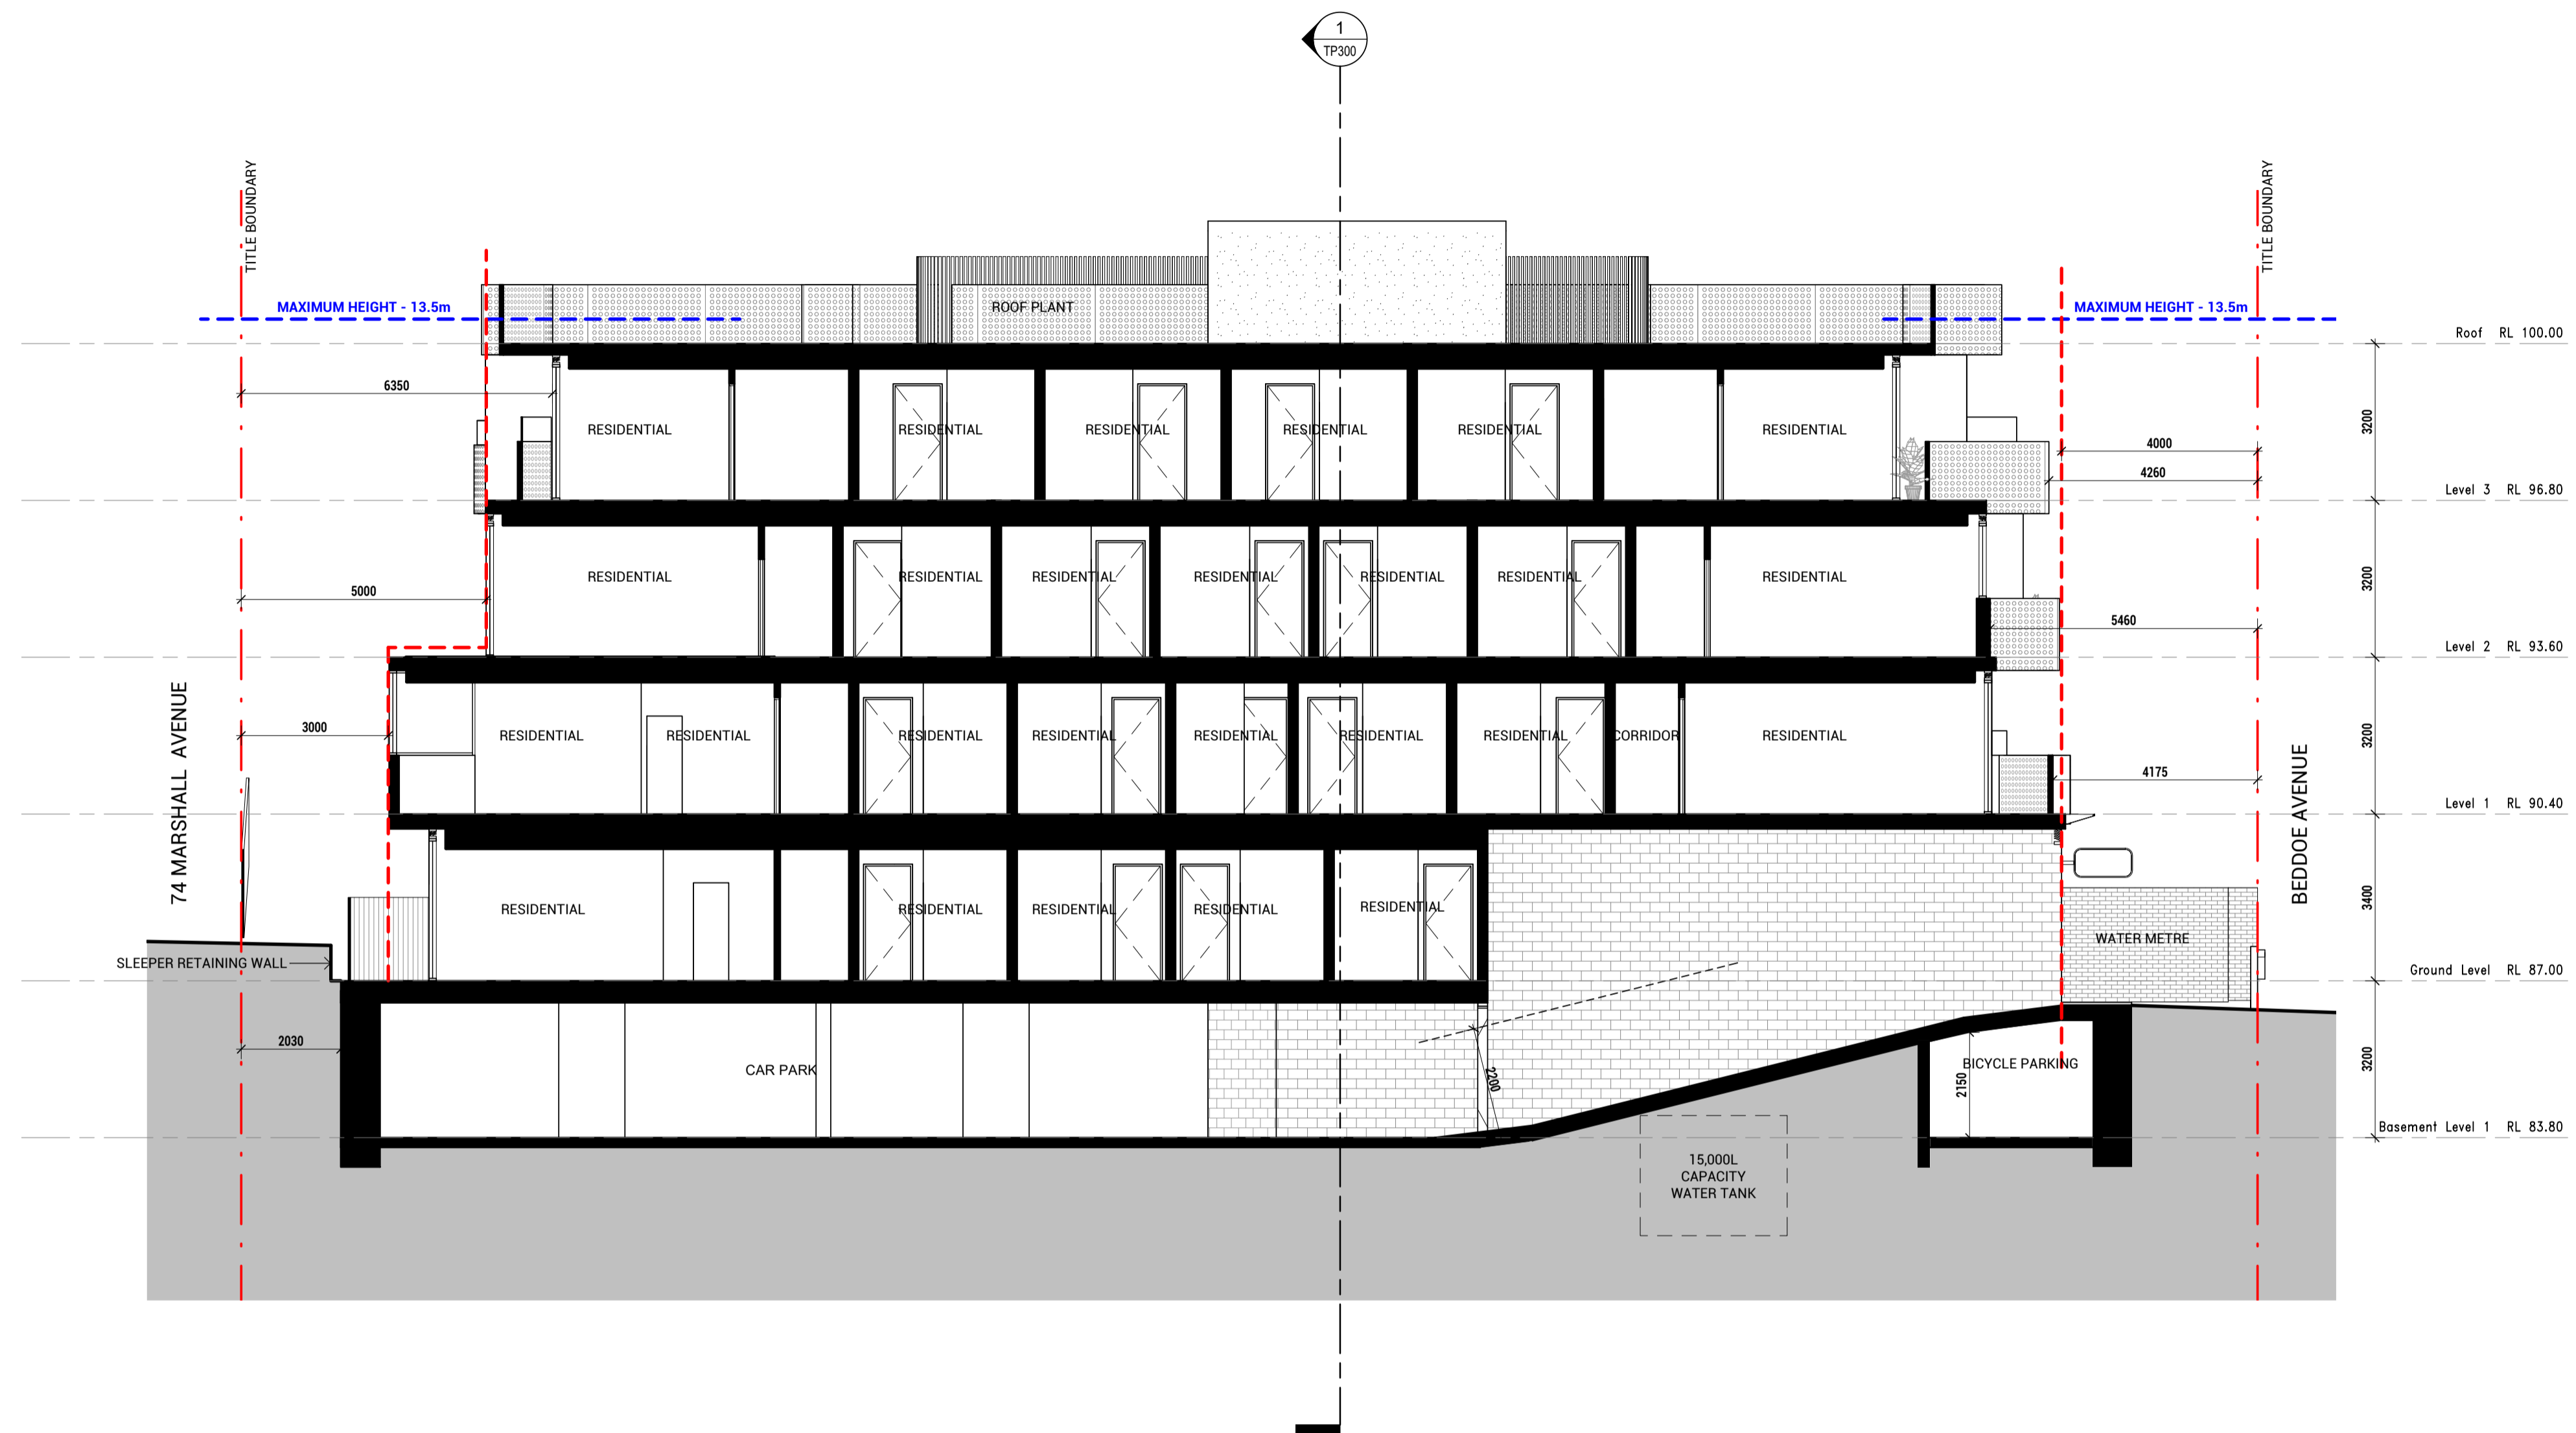 1
TP300
TITLE BOUNDARY
TITLE BOUNDARY
MAXIMUM HEIGHT - 13.5m
ROOF PLANT
MAXIMUM HEIGHT - 13.5m
Roof RL 100.00
6350
RESIDENTIAL
RESIDENTIAL
RESIDENTIAL
RESIDENTIAL
RESIDENTIAL
RESIDENTIAL
4000
4260
3200
Level 3 RL 96.80
5000
RESIDENTIAL
RESIDENTIAL
RESIDENTIAL
RESIDENTIAL
RESIDENTIAL
RESIDENTIAL
RESIDENTIAL
5460
3200
Level 2 RL 93.60
74 MARSHALL AVENUE
3000
RESIDENTIAL
RESIDENTIAL
RESIDENTIAL
RESIDENTIAL
RESIDENTIAL
RESIDENTIAL
RESIDENTIAL
CORRIDOR
RESIDENTIAL
4175
3200
BEDDOE AVENUE
Level 1 RL 90.40
RESIDENTIAL
RESIDENTIAL
RESIDENTIAL
RESIDENTIAL
RESIDENTIAL
3400
WATER METRE
SLEEPER RETAINING WALL
Ground Level RL 87.00
2030
CAR PARK
2200
2150
BICYCLE PARKING
3200
Basement Level 1 RL 83.80
15,000L
CAPACITY
WATER TANK